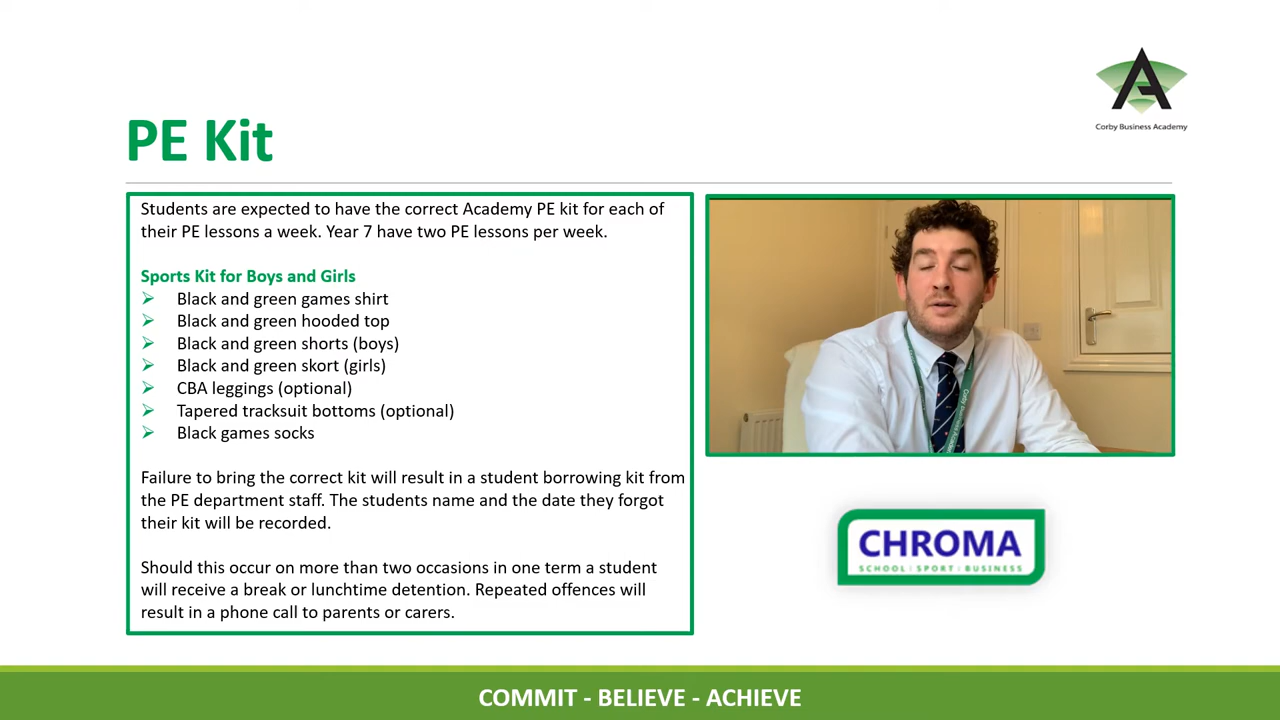 Corby Business Academy
PE Kit
Students are expected to have the correct Academy PE kit for each of
their PE lessons a week. Year 7 have two PE lessons per week.
Sports Kit for Boys and Girls
Black and green games shirt
Black and green hooded top
Black and green shorts (boys)
Black and green skort (girls)
CBA leggings (optional)
Tapered tracksuit bottoms (optional)
Black games socks
Failure to bring the correct kit will result in a student borrowing kit from
the PE department staff. The students name and the date they forgot
their kit will be recorded.
Should this occur on more than two occasions in one term a student
will receive a break or lunchtime detention. Repeated offences will
result in a phone call to parents or carers.
Corby Business
CHROMA
SCHOOL | SPORT | BUSINESS
COMMIT - BELIEVE - ACHIEVE